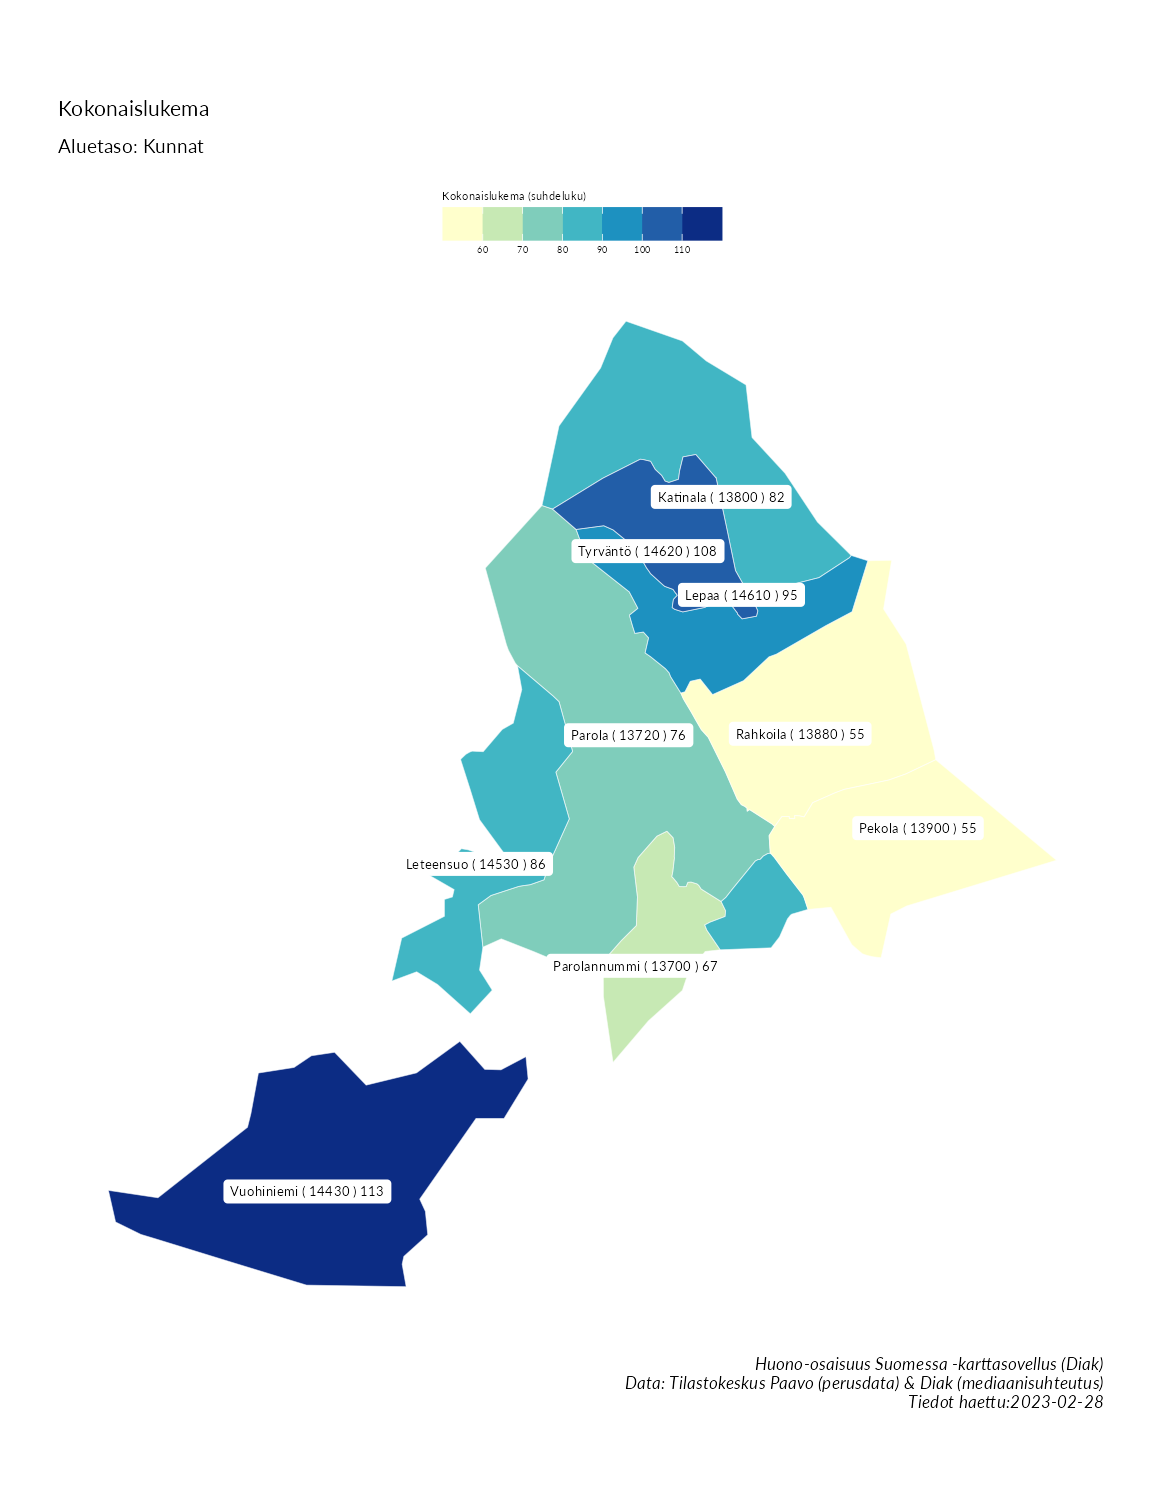 Kokonaislukema
Aluetaso: Kunnat
Kokonaislukema (suhdeluku)
60 70 80 90 100 110
Katinala ( 13800 ) 82
Tyrväntö ( 14620 ) 108
Lepaa ( 14610 ) 95
Parola ( 13720 ) 76
Rahkoila ( 13880 ) 55
Pekola ( 13900 ) 55
Leteensuo ( 14530 ) 86
Parolannummi ( 13700 ) 67
Vuohiniemi ( 14430 ) 113
Huono-osaisuus Suomessa -karttasovellus (Diak)
Data: Tilastokeskus Paavo (perusdata) & Diak (mediaanisuhteutus)
Tiedot haettu:2023-02-28